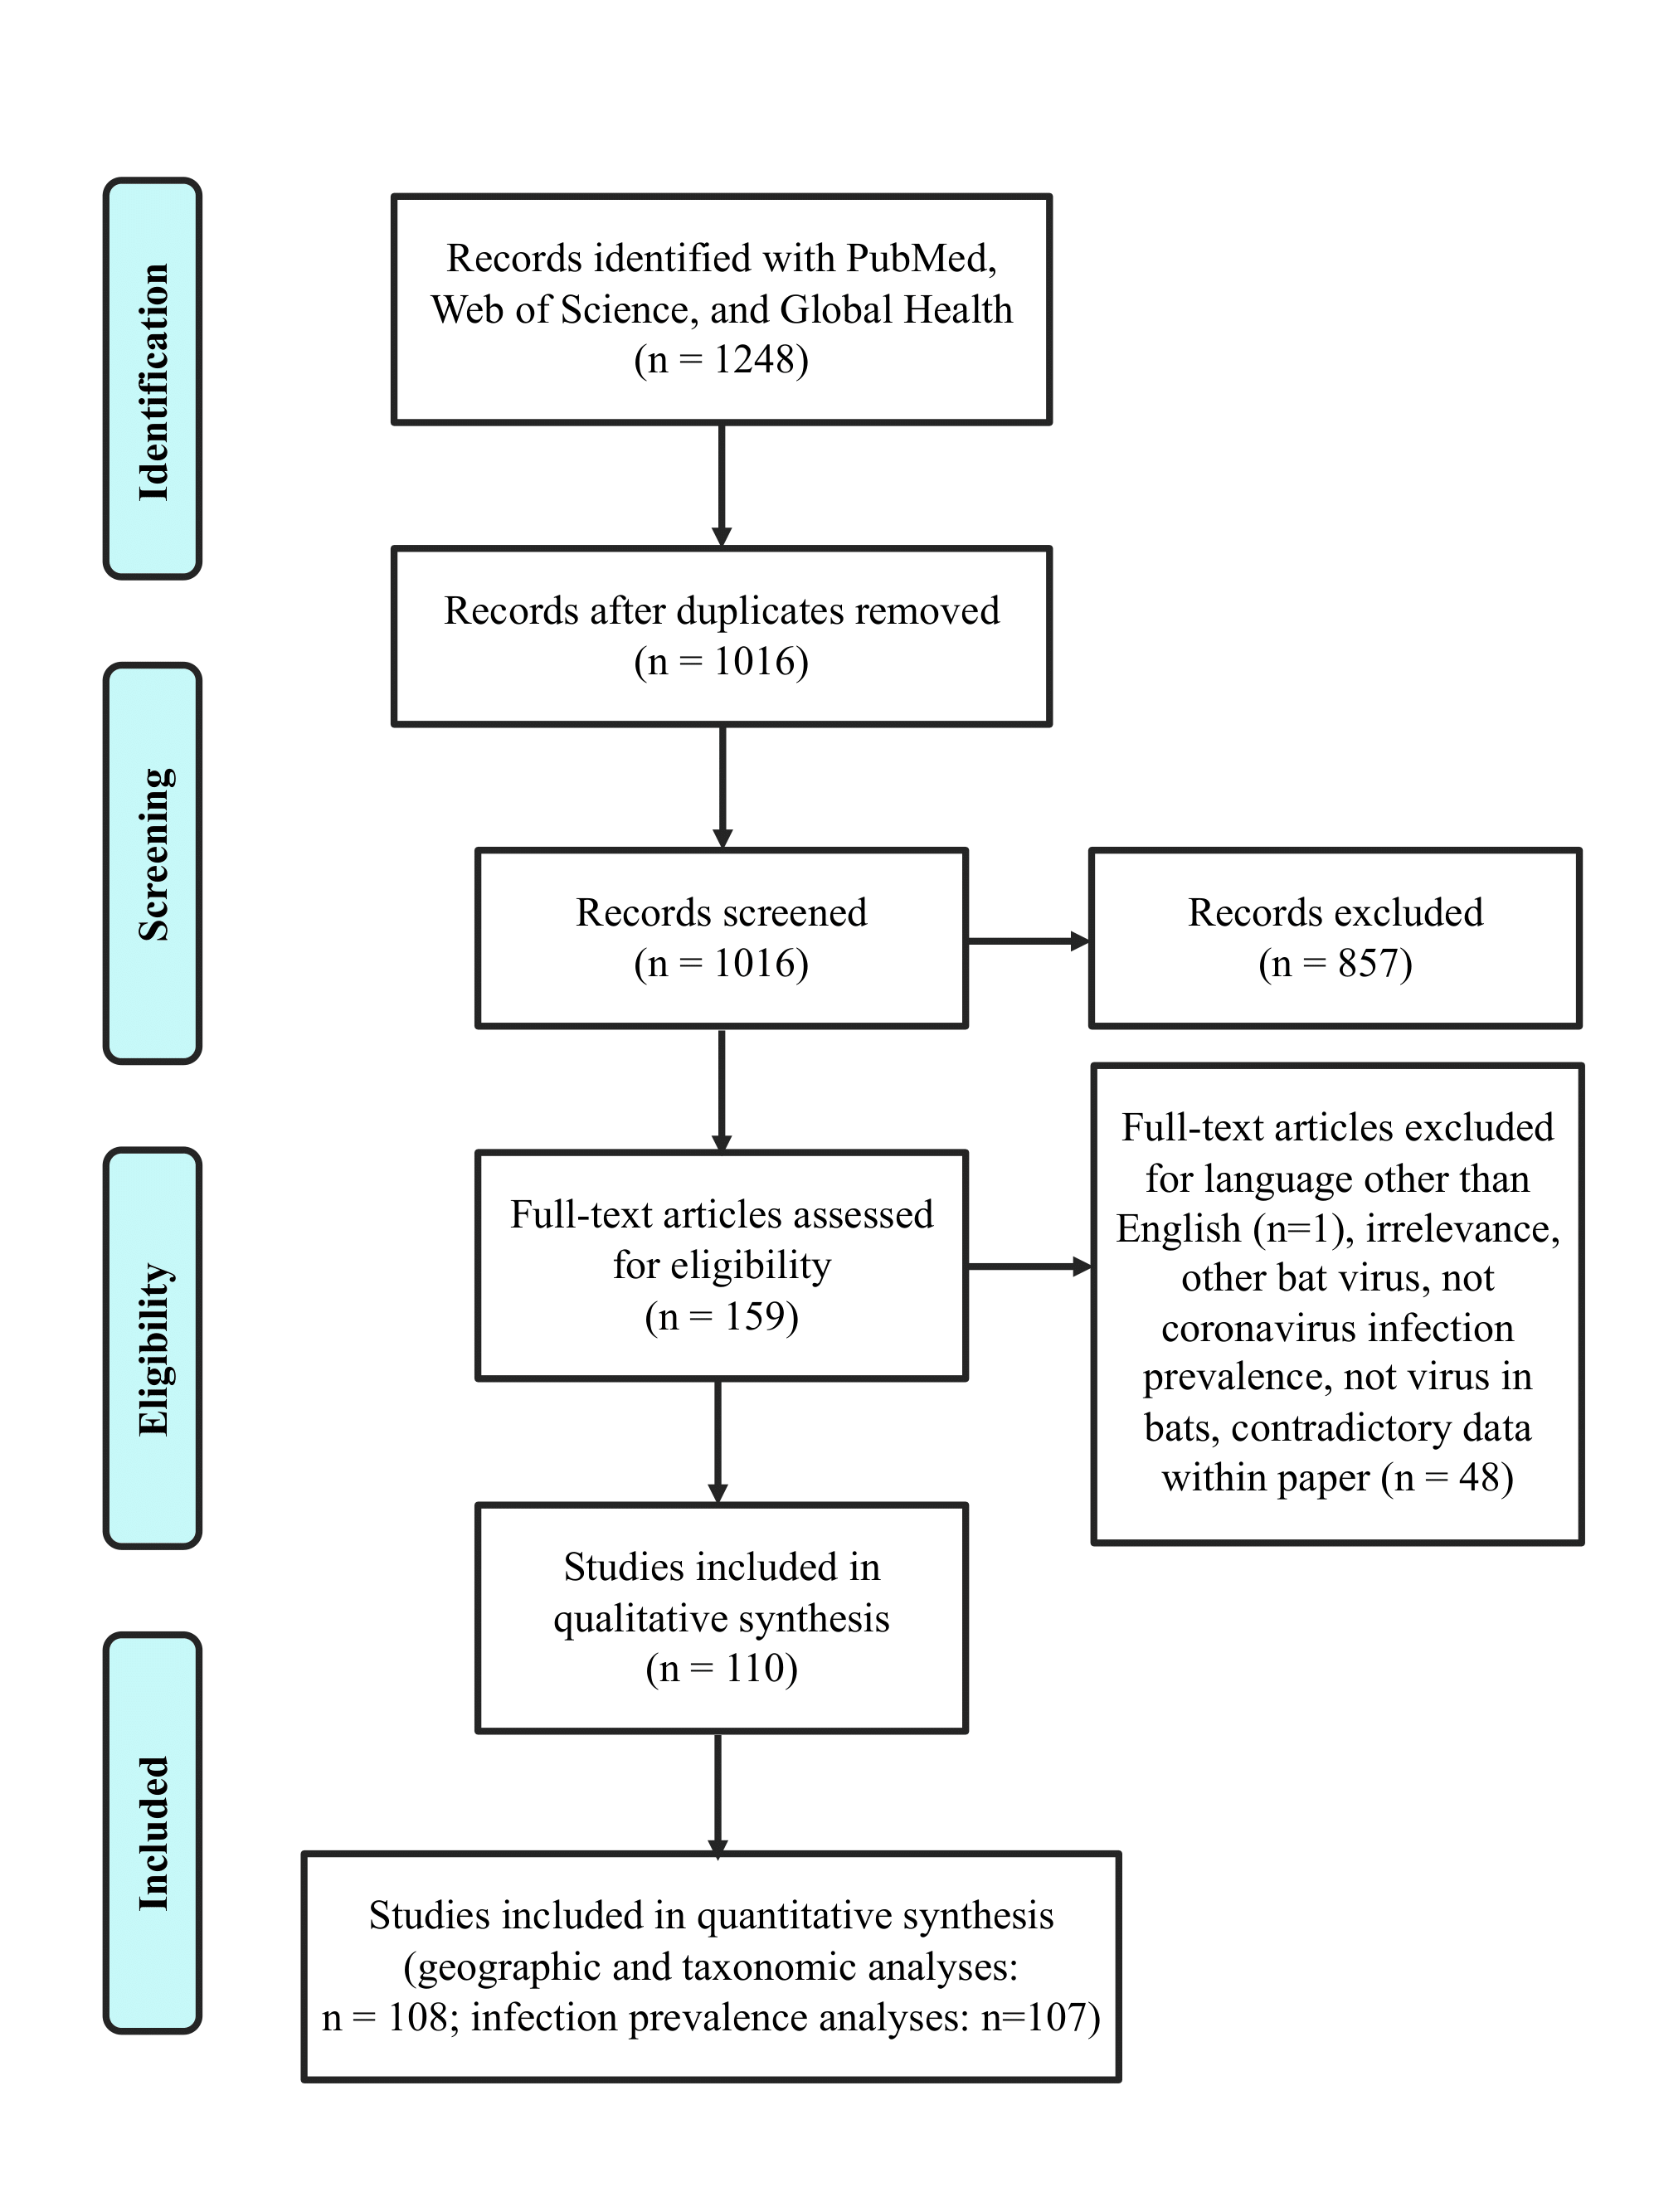 Identification
Records identified with PubMed,
Web of Science, and Global Health
(n = 1248)
Records after duplicates removed
(n = 1016)
Screening
Records screened
(n = 1016)
Records excluded
(n = 857)
Eligibility
Full-text articles assessed
for eligibility
(n = 159)
Full-text articles excluded
for language other than
English (n=1), irrelevance,
other bat virus, not
coronavirus infection
prevalence, not virus in
bats, contradictory data
within paper (n = 48)
Studies included in
qualitative synthesis
(n = 110)
Included
Studies included in quantitative synthesis
(geographic and taxonomic analyses:
n = 108; infection prevalence analyses: n=107)